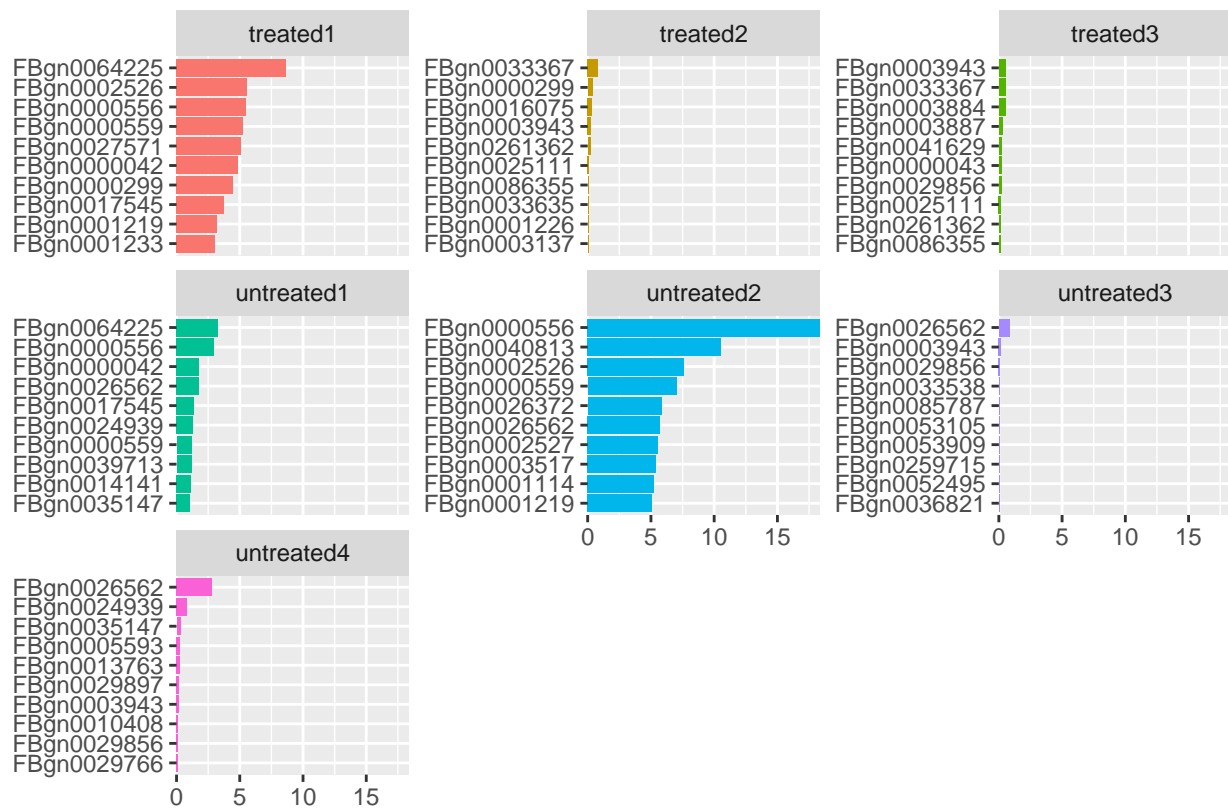 treated1
FBgn0064225
FBgn0002526
FBgn0000556
FBgn0000559
FBgn0027571
FBgn0000042
FBgn0000299
FBgn0017545
FBgn0001219
FBgn0001233
treated2
FBgn0033367
FBgn0000299
FBgn0016075
FBgn0003943
FBgn0261362
FBgn0025111
FBgn0086355
FBgn0033635
FBgn0001226
FBgn0003137
treated3
FBgn0003943
FBgn0033367
FBgn0003884
FBgn0003887
FBgn0041629
FBgn0000043
FBgn0029856
FBgn0025111
FBgn0261362
FBgn0086355
untreated1
FBgn0064225
FBgn0000556
FBgn0000042
FBgn0026562
FBgn0017545
FBgn0024939
FBgn0000559
FBgn0039713
FBgn0014141
FBgn0035147
untreated2
FBgn0000556
FBgn0040813
FBgn0002526
FBgn0000559
FBgn0026372
FBgn0026562
FBgn0002527
FBgn0003517
FBgn0001114
FBgn0001219
0 5 10 15
untreated3
FBgn0026562
FBgn0003943
FBgn0029856
FBgn0033538
FBgn0085787
FBgn0053105
FBgn0053909
FBgn0259715
FBgn0052495
FBgn0036821
0 5 10 15
untreated4
FBgn0026562
FBgn0024939
FBgn0035147
FBgn0005593
FBgn0013763
FBgn0029897
FBgn0003943
FBgn0010408
FBgn0029856
FBgn0029766
0 5 10 15